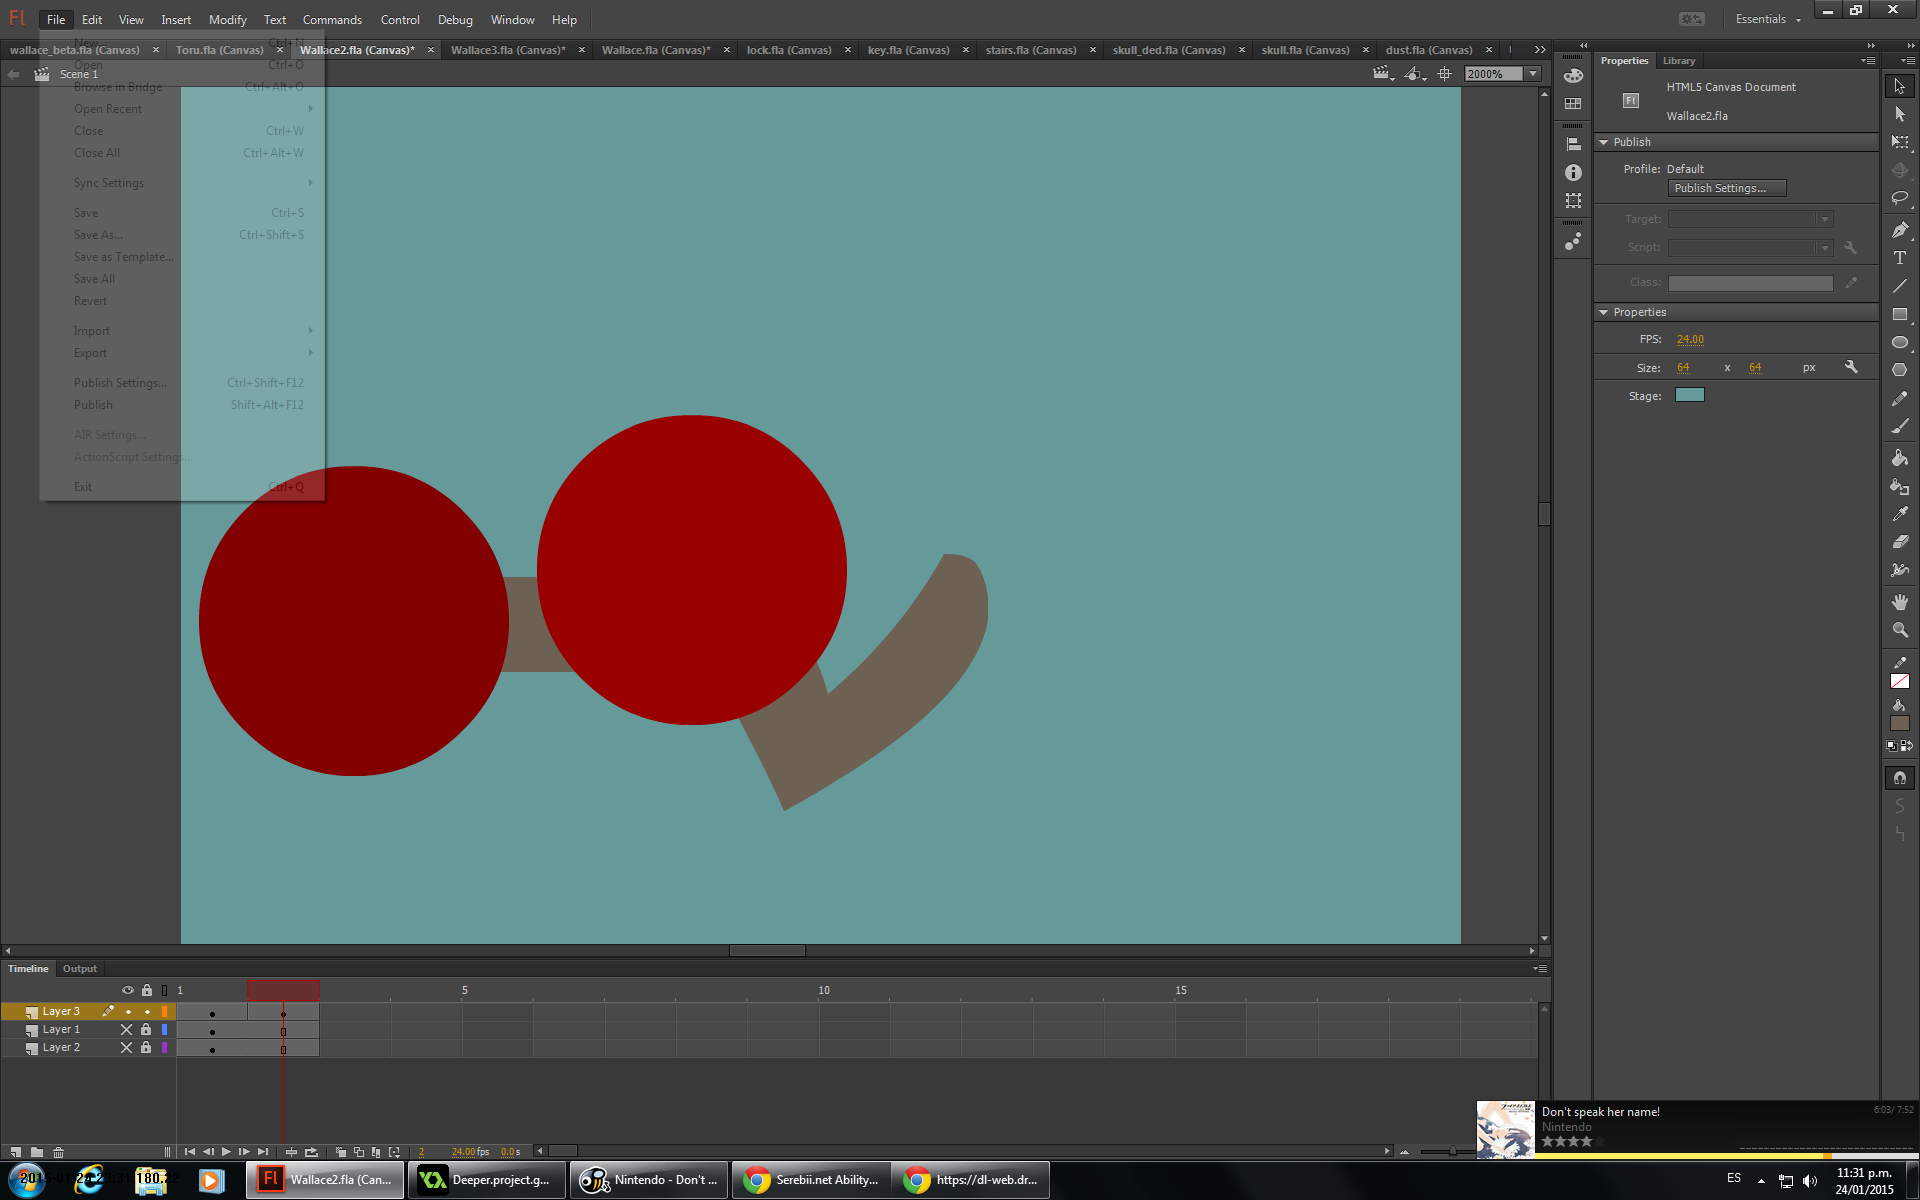 Fl File Edit View Insert Modify Text Commands Control Debug Window Help Essentials
wallace_beta.fla (Canvas) Toru.fla (Canvas) Wallace2.fla (Canvas)* Wallace3.fla (Canvas)* Wallace.fla (Canvas)* lock.fla (Canvas) key.fla (Canvas) stairs.fla (Canvas) skull_ded.fla (Canvas) skull.fla (Canvas) dust.fla (Canvas)
Scene 1 2000%
New Ctrl+N
Open Ctrl+O
Browse in Bridge Ctrl+Alt+O
Open Recent
Close Ctrl+W
Close All Ctrl+Alt+W
Sync Settings
Save Ctrl+S
Save As... Ctrl+Shift+S
Save as Template...
Save All
Revert
Import
Export
Publish Settings... Ctrl+Shift+F12
Publish Shift+Alt+F12
AIR Settings...
ActionScript Settings...
Exit Ctrl+Q
Properties Library
HTML5 Canvas Document
Fl
Wallace2.fla
Publish
Profile: Default
Publish Settings...
Target:
Script:
Class:
Properties
FPS: 24.00
Size: 64 x 64 px
Stage:
Timeline Output
1 5 10 15
Layer 3
Layer 1
Layer 2
2 24.00 fps 0.0 s
Don't speak her name! 6:03/ 7:52
Nintendo
Fl Wallace2.fla (Can... Deeper.project.g... Nintendo - Don't ... Serebii.net Ability... https://dl-web.dr...
ES 11:31 p.m.
24/01/2015